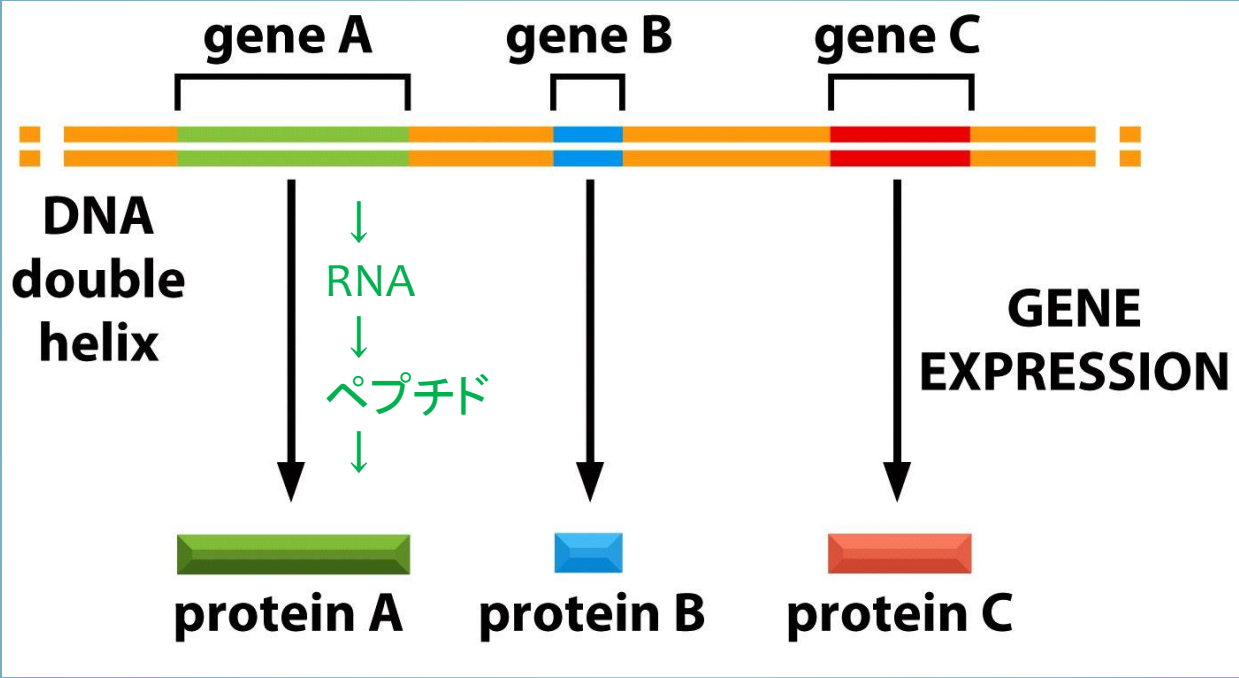 gene A
gene B
gene C
DNA
double
helix
↓
RNA
↓
ペプチド
↓
GENE
EXPRESSION
protein A
protein B
protein C